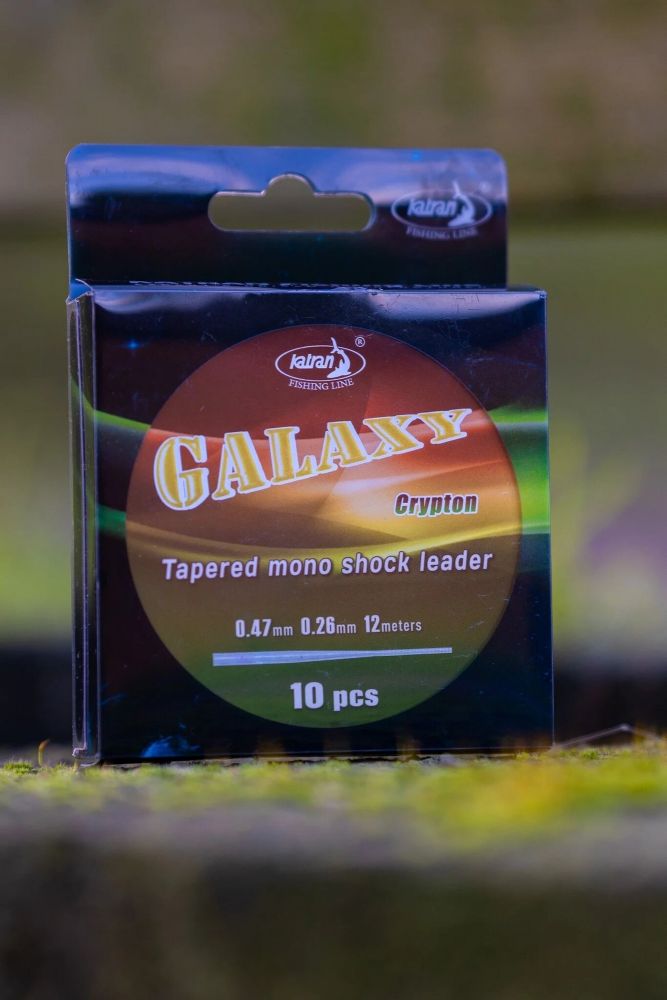 Katran
FISHING LINE
Katran ®
FISHING LINE
GALAXY
Crypton
Tapered mono shock leader
0.47mm 0.26mm 12meters
10 pcs